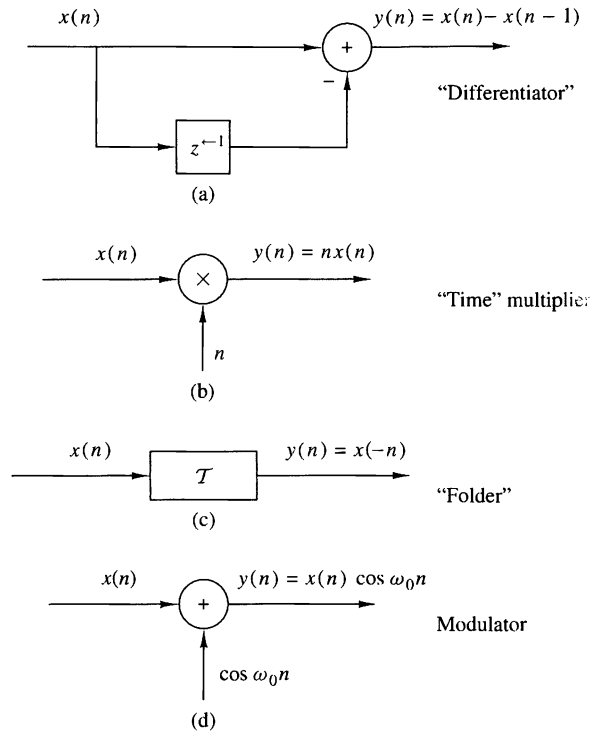 x(n) y(n) = x(n) − x(n − 1)
+
−
"Differentiator"
z←1
(a)
x(n) y(n) = nx(n)
×
"Time" multiplier
n
(b)
x(n) y(n) = x(−n)
𝒯
"Folder"
(c)
x(n) y(n) = x(n) cos ω₀n
+
Modulator
cos ω₀n
(d)